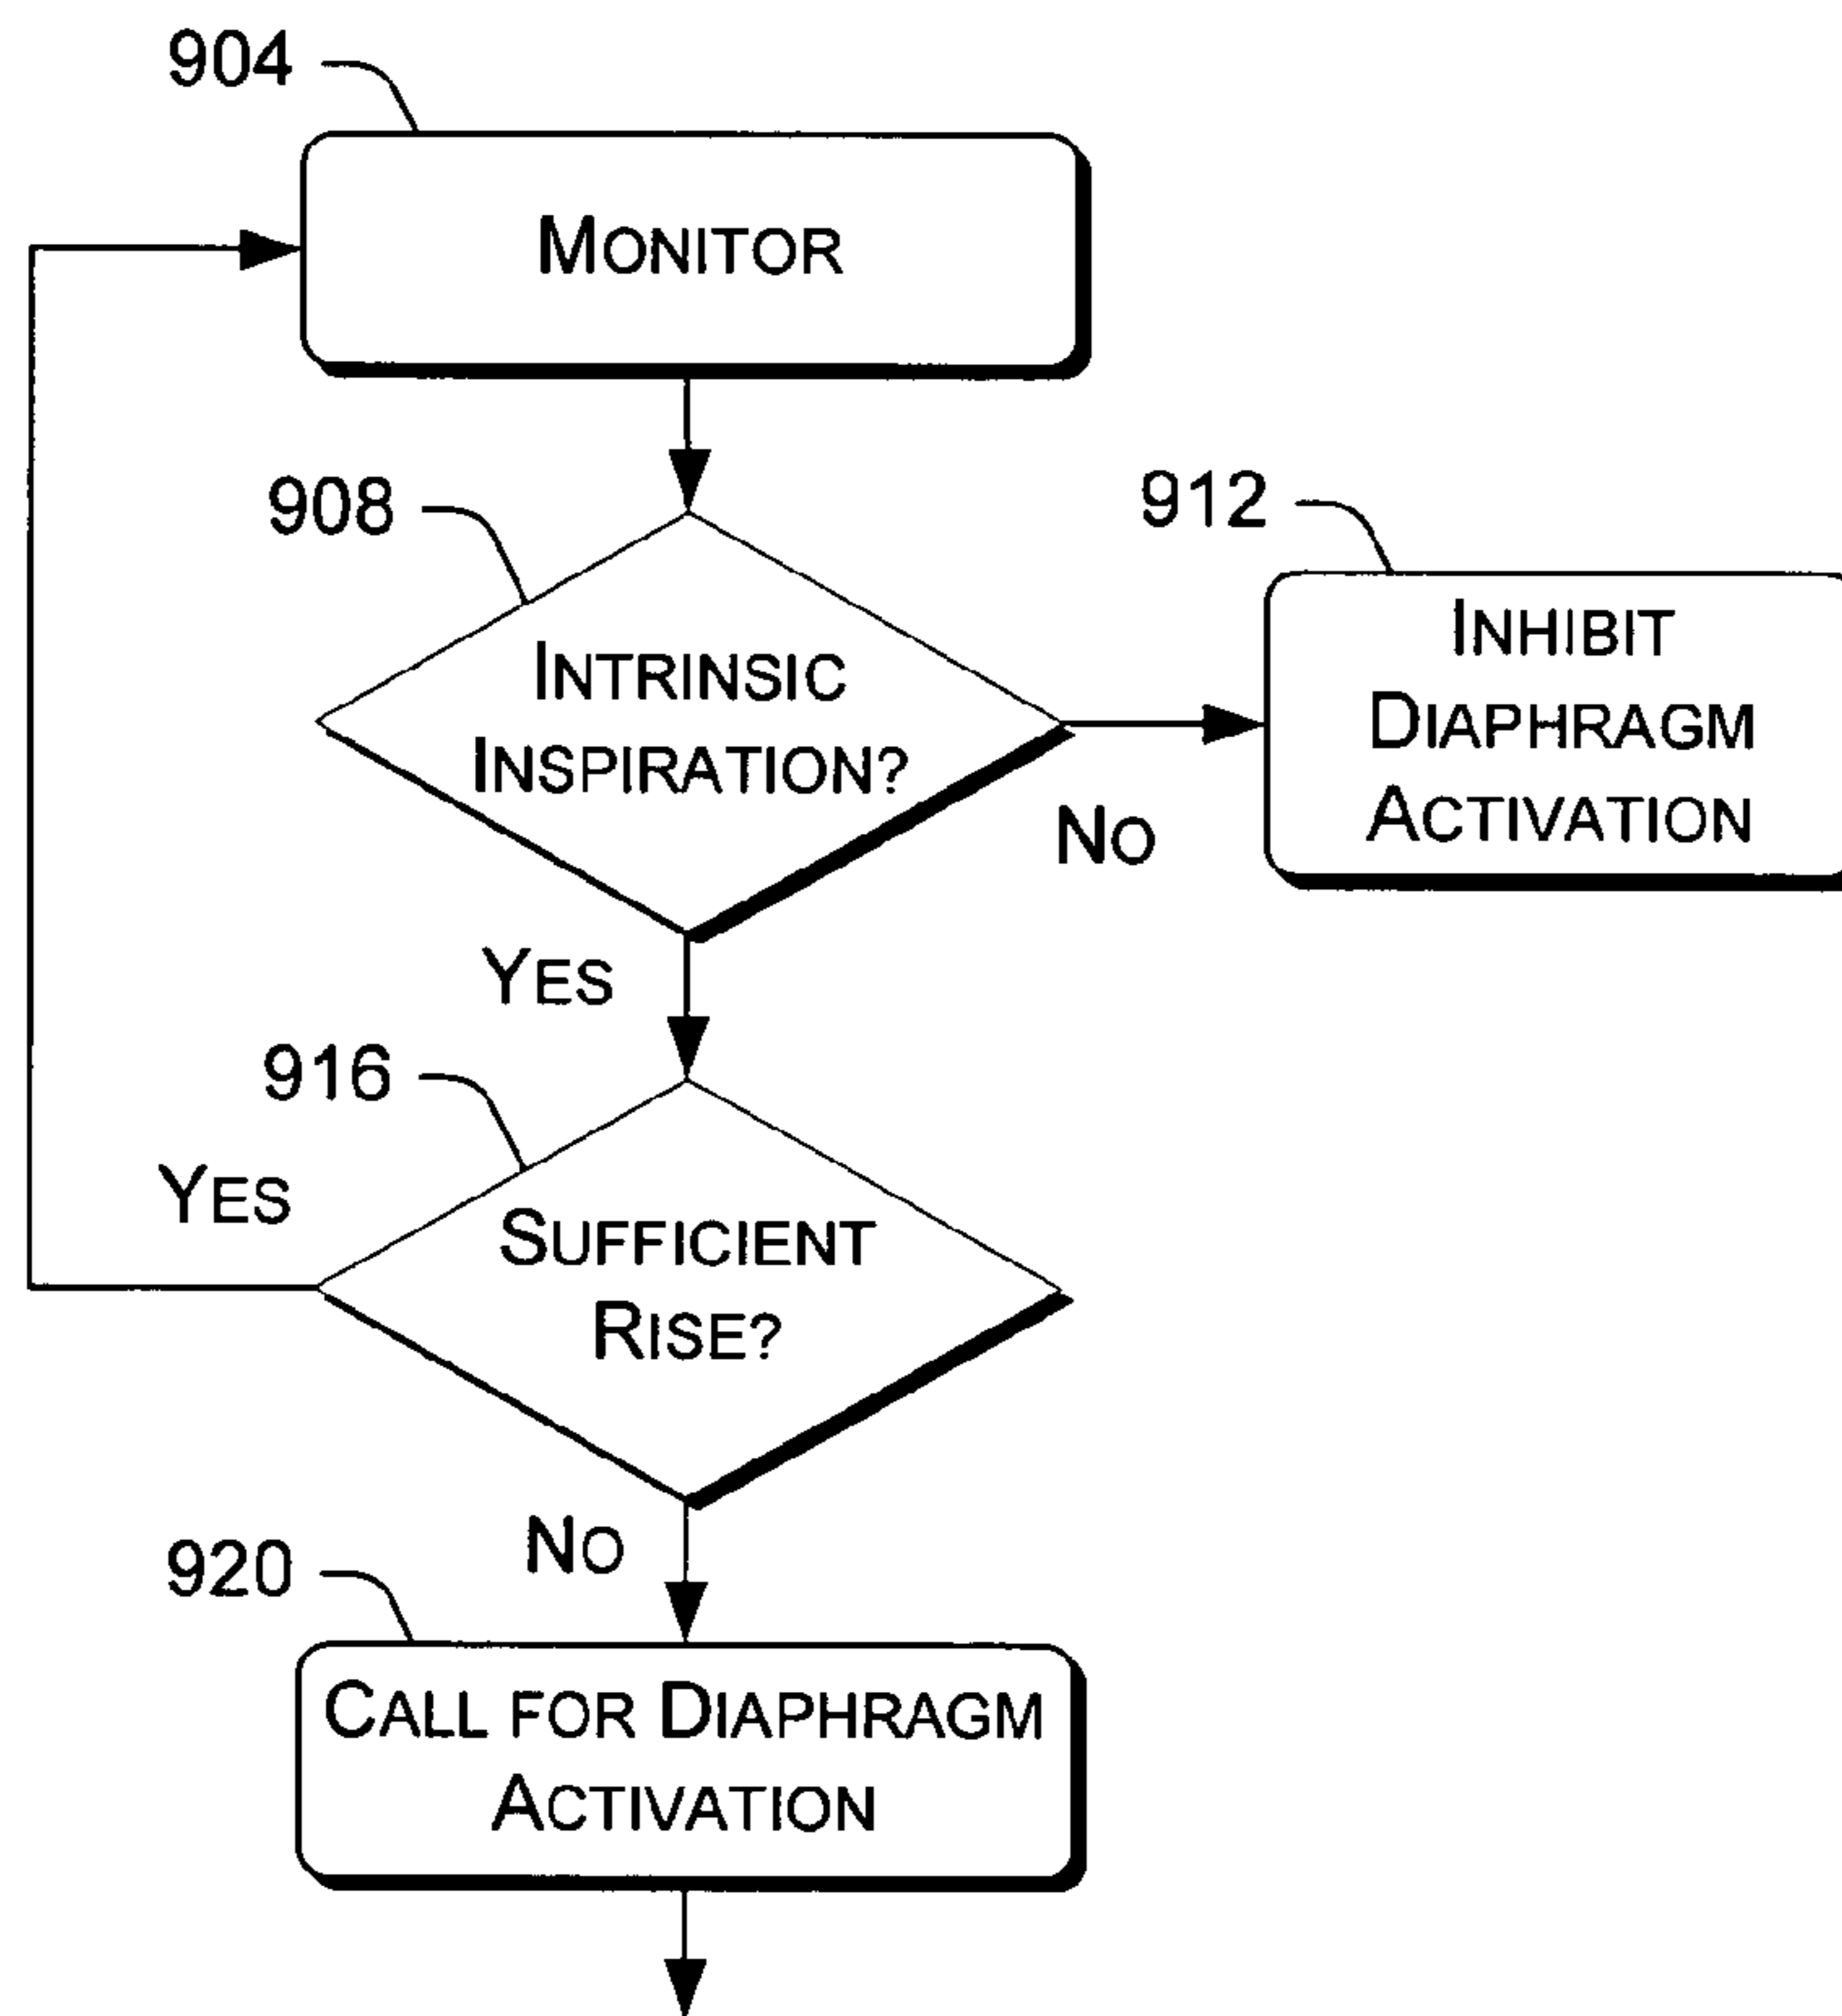 904
MONITOR
908
912
INTRINSIC
INSPIRATION?
INHIBIT
DIAPHRAGM
ACTIVATION
NO
YES
916
YES
SUFFICIENT
RISE?
NO
920
CALL FOR DIAPHRAGM
ACTIVATION